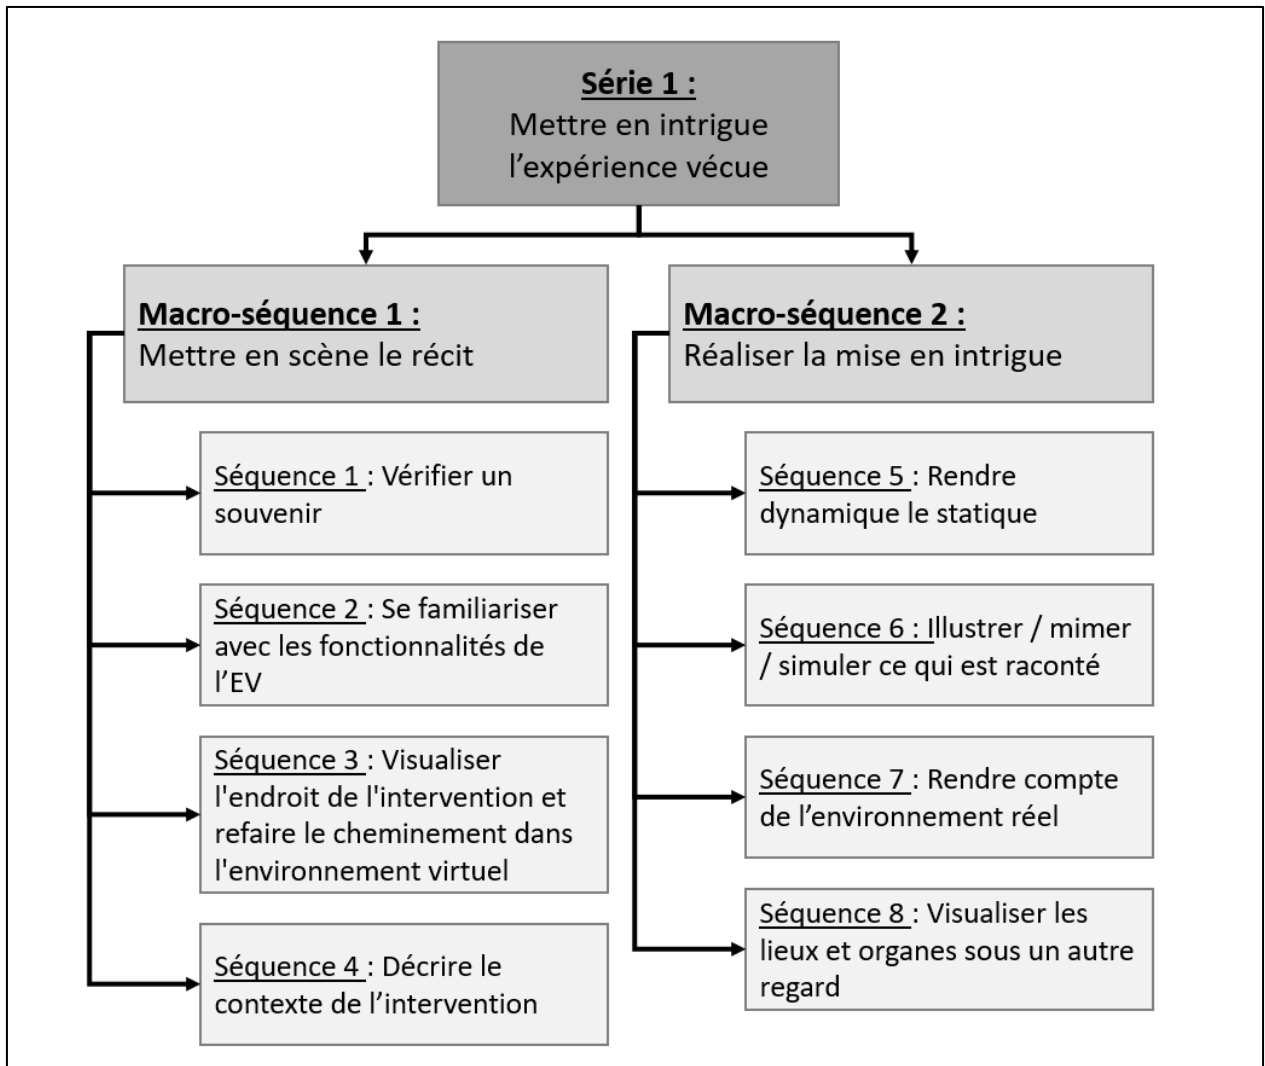 Série 1 :
Mettre en intrigue
l’expérience vécue
Macro-séquence 1 :
Mettre en scène le récit
Séquence 1 : Vérifier un
souvenir
Séquence 2 : Se familiariser
avec les fonctionnalités de
l’EV
Séquence 3 : Visualiser
l'endroit de l'intervention et
refaire le cheminement dans
l'environnement virtuel
Séquence 4 : Décrire le
contexte de l’intervention
Macro-séquence 2 :
Réaliser la mise en intrigue
Séquence 5 : Rendre
dynamique le statique
Séquence 6 : Illustrer / mimer
/ simuler ce qui est raconté
Séquence 7 : Rendre compte
de l’environnement réel
Séquence 8 : Visualiser les
lieux et organes sous un autre
regard